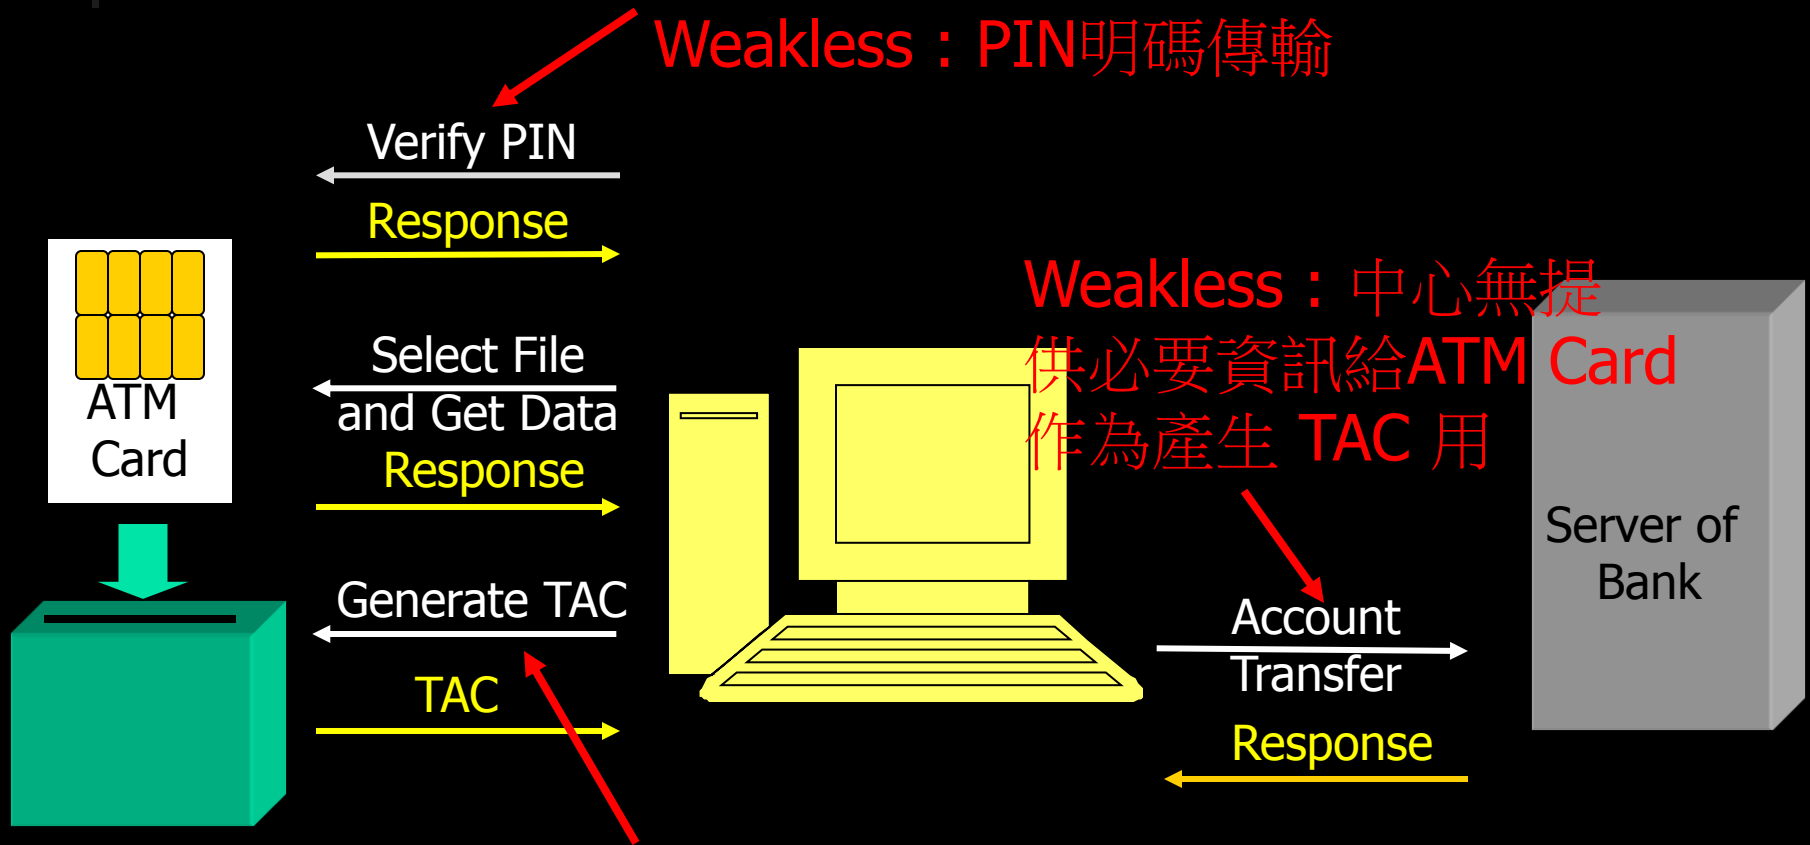 Weakless：PIN明碼傳輸
Verify PIN
Response
Weakless：中心無提
供必要資訊給ATM Card
作為產生 TAC 用
Select File
and Get Data
Response
ATM
Card
Generate TAC
TAC
Account
Transfer
Response
Server of
Bank